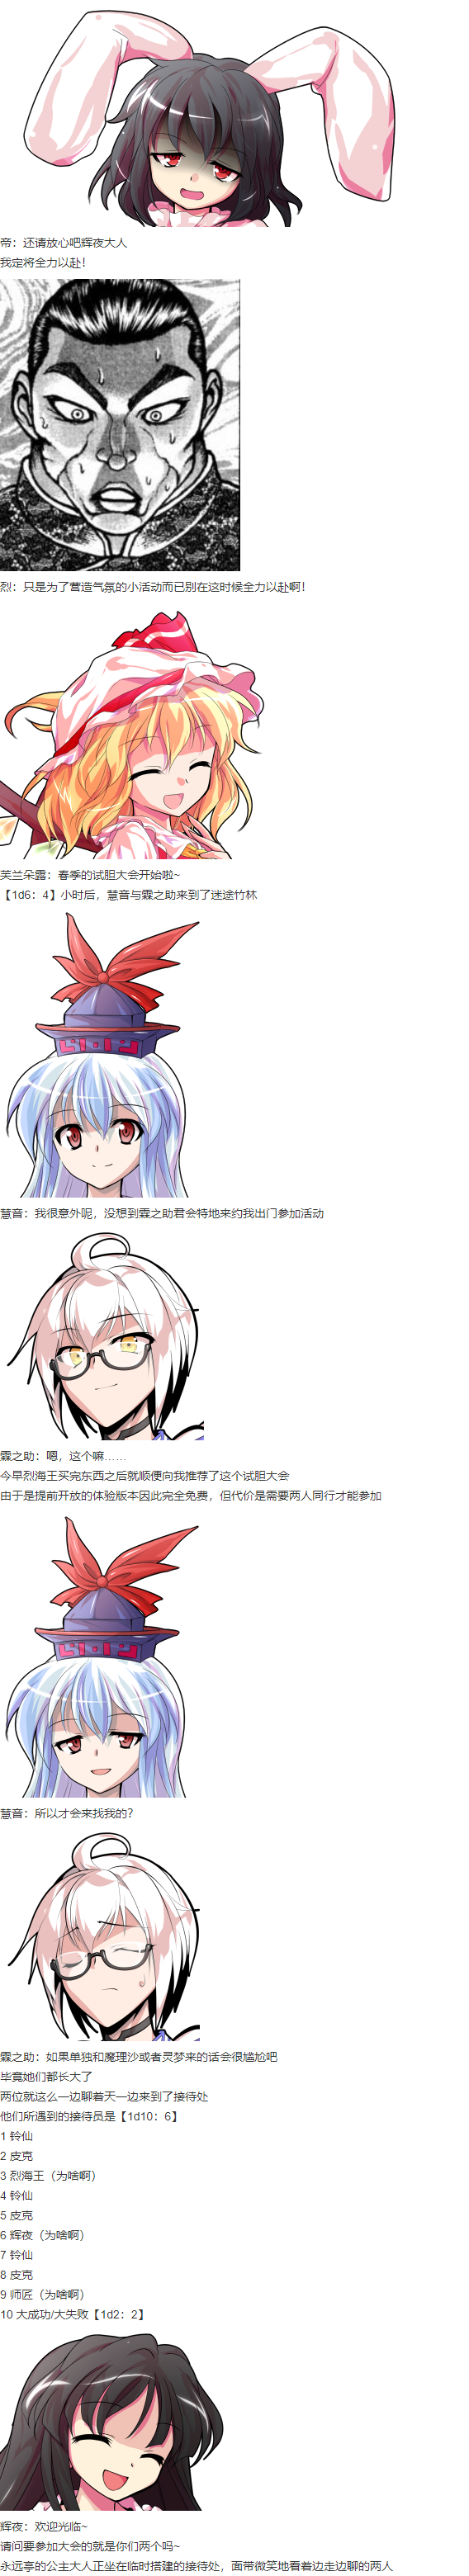 帝：还请放心吧辉夜大人
我定将全力以赴！
烈：只是为了营造气氛的小活动而已别在这时候全力以赴啊！
芙兰朵露：春季的试胆大会开始啦~
【1d6：4】小时后，慧音与霖之助来到了迷途竹林
慧音：我很意外呢，没想到霖之助君会特地来约我出门参加活动
霖之助：嗯，这个嘛……
今早烈海王买完东西之后就顺便向我推荐了这个试胆大会
由于是提前开放的体验版本因此完全免费，但代价是需要两人同行才能参加
慧音：所以才会来找我的？
霖之助：如果单独和魔理沙或者灵梦来的话会很尴尬吧
毕竟她们都长大了
两位就这么一边聊着天一边来到了接待处
他们所遇到的接待员是【1d10：6】
1 铃仙
2 皮克
3 烈海王（为啥啊）
4 铃仙
5 皮克
6 辉夜（为啥啊）
7 铃仙
8 皮克
9 师匠（为啥啊）
10 大成功/大失败【1d2：2】
辉夜：欢迎光临~
请问要参加大会的就是你们两个吗~
永远亭的公主大人正坐在临时搭建的接待处，面带微笑地看着边走边聊的两人